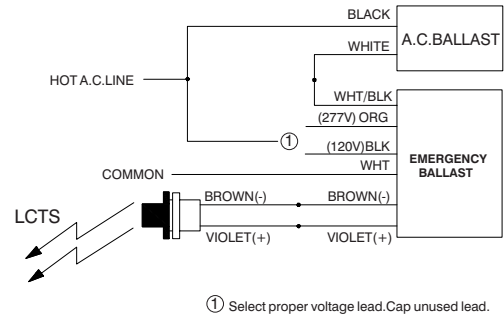 BLACK
A.C.BALLAST
WHITE
HOT A.C.LINE
WHT/BLK
(277V) ORG
①
(120V)BLK
EMERGENCY
BALLAST
WHT
COMMON
BROWN(-)
BROWN(-)
LCTS
VIOLET(+)
VIOLET(+)
① Select proper voltage lead.Cap unused lead.